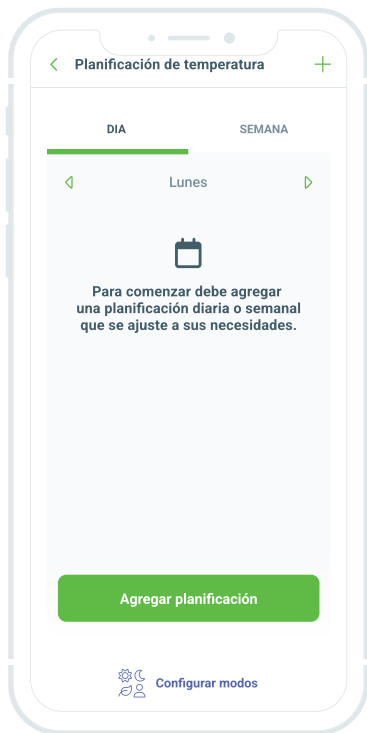 Planificación de temperatura
DIA
SEMANA
Lunes
Para comenzar debe agregar
una planificación diaria o semanal
que se ajuste a sus necesidades.
Agregar planificación
Configurar modos